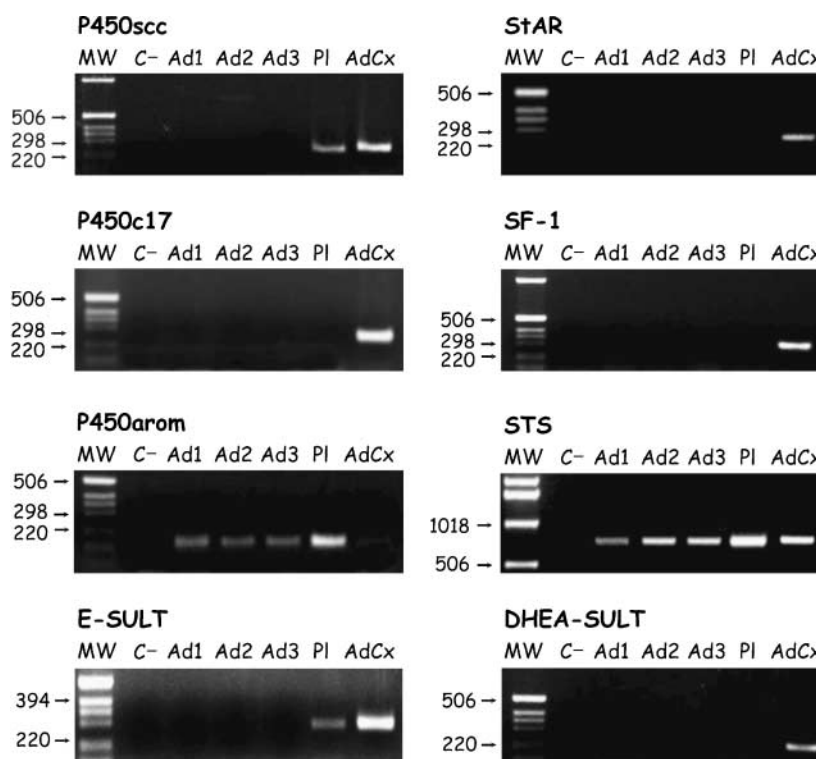 P450scc
MW C- Ad1 Ad2 Ad3 Pl AdCx
506 →
298 →
220 →
StAR
MW C- Ad1 Ad2 Ad3 Pl AdCx
506 →
298 →
220 →
P450c17
MW C- Ad1 Ad2 Ad3 Pl AdCx
506 →
298 →
220 →
SF-1
MW C- Ad1 Ad2 Ad3 Pl AdCx
506 →
298 →
220 →
P450arom
MW C- Ad1 Ad2 Ad3 Pl AdCx
506 →
298 →
220 →
STS
MW C- Ad1 Ad2 Ad3 Pl AdCx
1018 →
506 →
E-SULT
MW C- Ad1 Ad2 Ad3 Pl AdCx
394 →
220 →
DHEA-SULT
MW C- Ad1 Ad2 Ad3 Pl AdCx
506 →
220 →